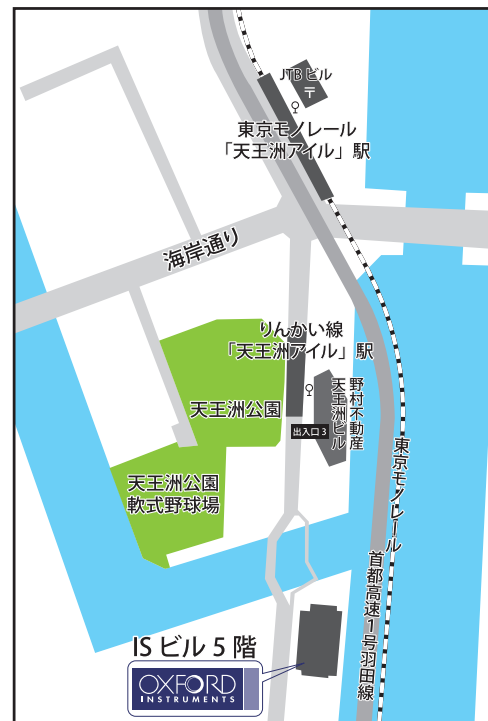 JTBビル
〒
東京モノレール
「天王洲アイル」駅
海岸通り
りんかい線
「天王洲アイル」駅
天王洲公園
野村不動産
天王洲ビル
出入口3
天王洲公園
軟式野球場
東京モノレール
首都高速1号羽田線
ISビル5階
OXFORD
INSTRUMENTS